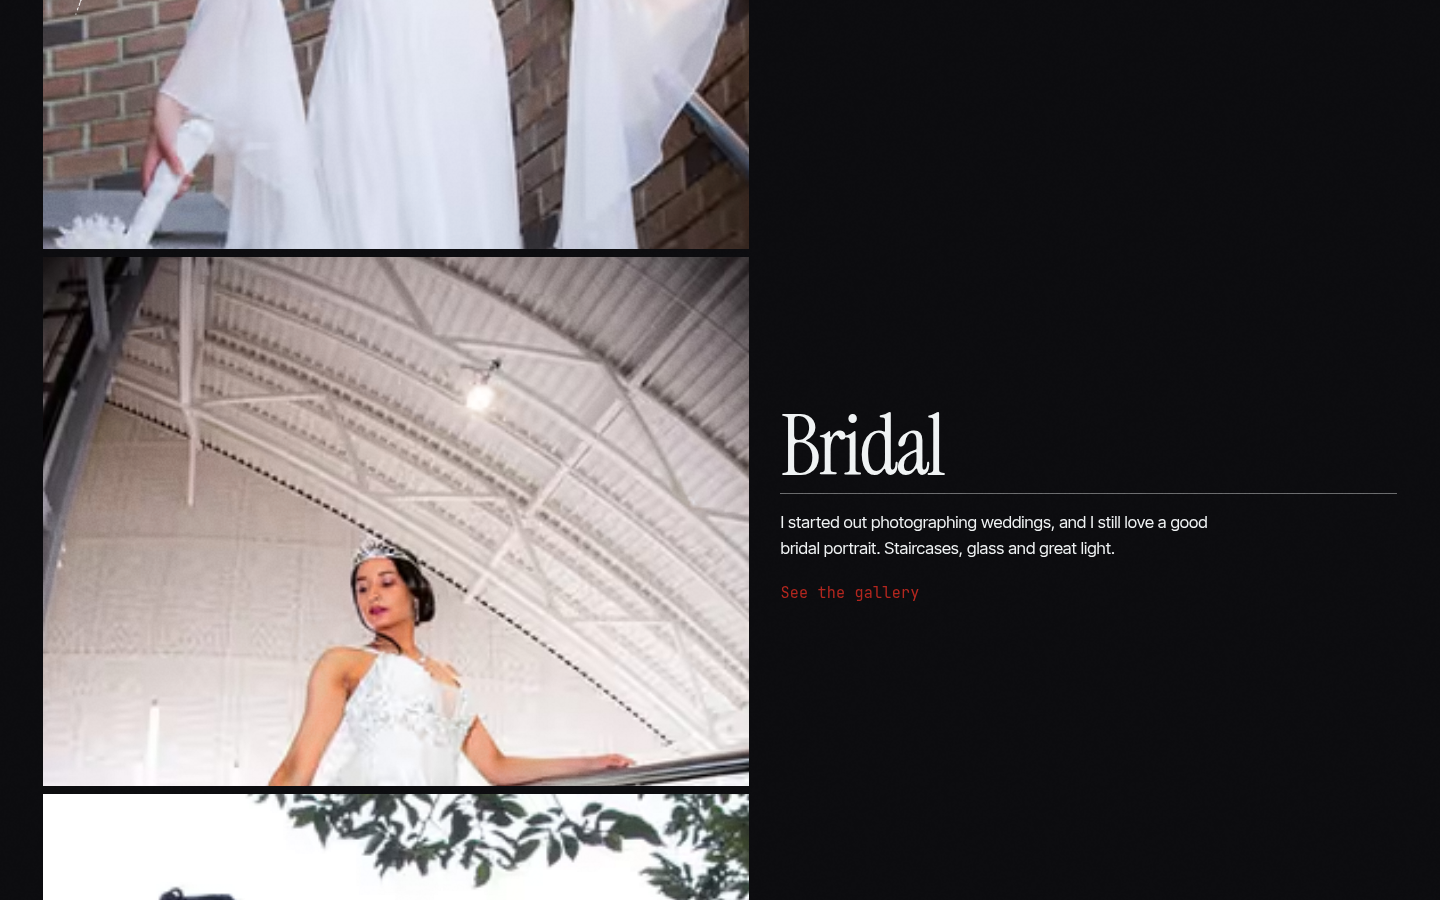 Bridal
I started out photographing weddings, and I still love a good
bridal portrait. Staircases, glass and great light.
See the gallery